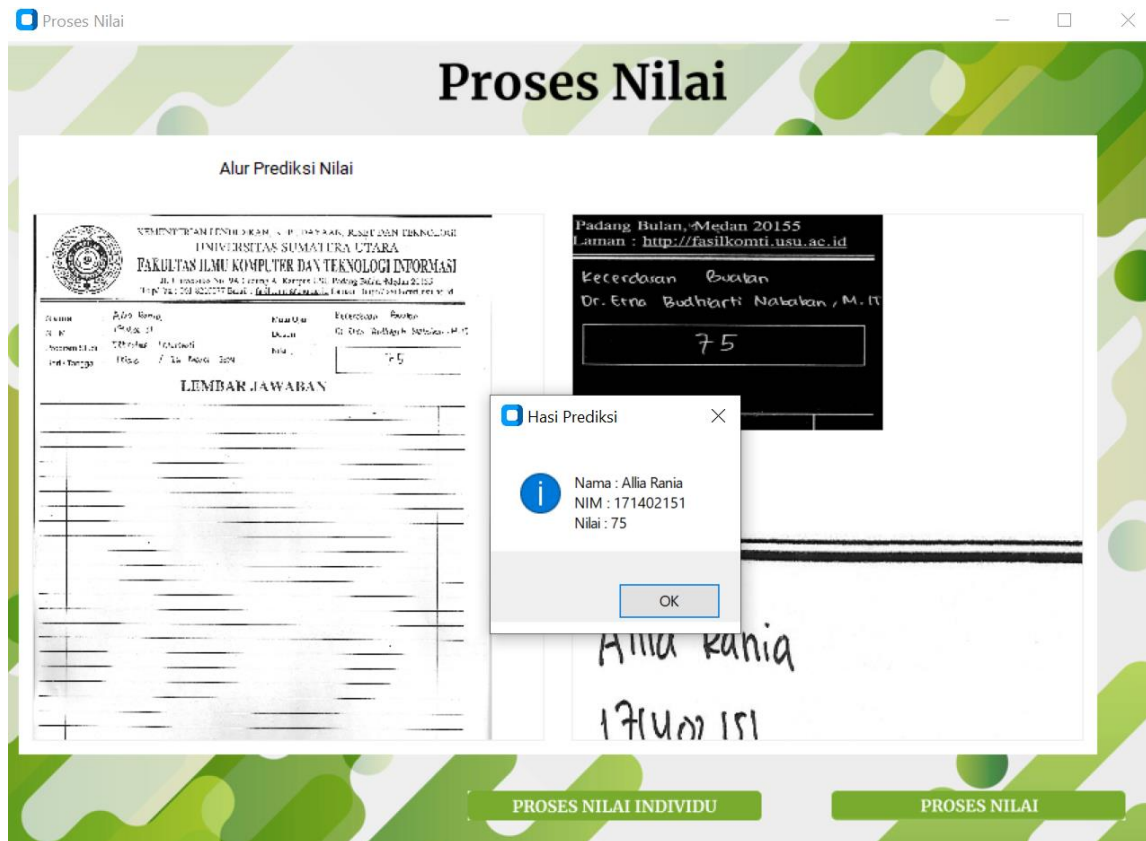 Proses Nilai
Proses Nilai
Alur Prediksi Nilai
UNIVERSITAS SUMATERA UTARA
FAKULTAS ILMU KOMPUTER DAN TEKNOLOGI INFORMASI
75
LEMBAR JAWABAN
Padang Bulan, Medan 20155
Laman : http://fasilkomti.usu.ac.id
Kecerdasan Buatan
Dr. Erna Budhiarti Nababan, M. IT
75
Hasi Prediksi
Nama : Allia Rania
NIM : 171402151
Nilai : 75
OK
Allia Rania
171402151
PROSES NILAI INDIVIDU
PROSES NILAI